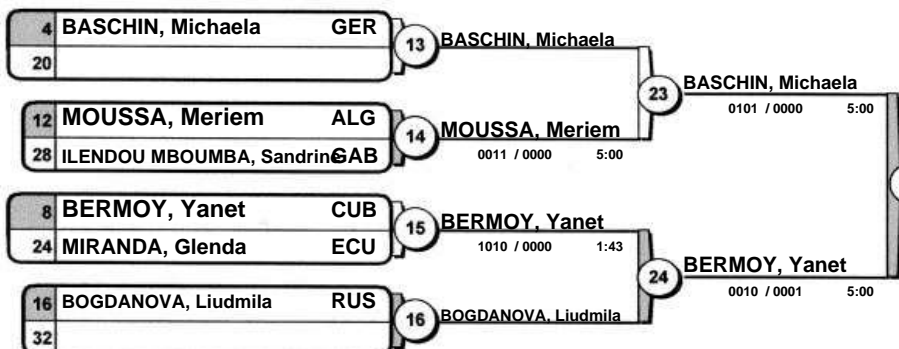 4 BASCHIN, Michaela GER
20
13 BASCHIN, Michaela
12 MOUSSA, Meriem ALG
28 ILENDOU MBOUMBA, Sandrine GAB
14 MOUSSA, Meriem
0011 / 0000 5:00
23 BASCHIN, Michaela
0101 / 0000 5:00
8 BERMOY, Yanet CUB
24 MIRANDA, Glenda ECU
15 BERMOY, Yanet
1010 / 0000 1:43
16 BOGDANOVA, Liudmila RUS
32
16 BOGDANOVA, Liudmila
24 BERMOY, Yanet
0010 / 0001 5:00